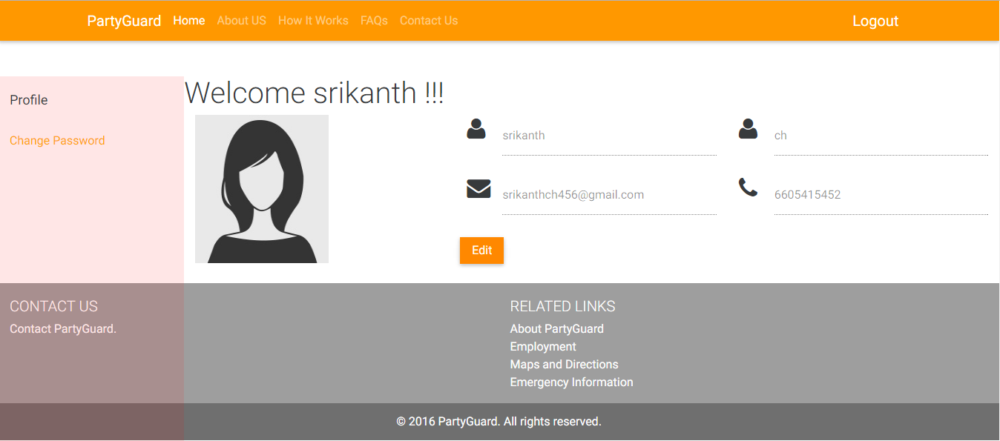 PartyGuard Home About US How It Works FAQs Contact Us Logout
Profile
Change Password
Welcome srikanth !!!
srikanth
ch
srikanthch456@gmail.com
6605415452
Edit
CONTACT US
Contact PartyGuard.
RELATED LINKS
About PartyGuard
Employment
Maps and Directions
Emergency Information
© 2016 PartyGuard. All rights reserved.